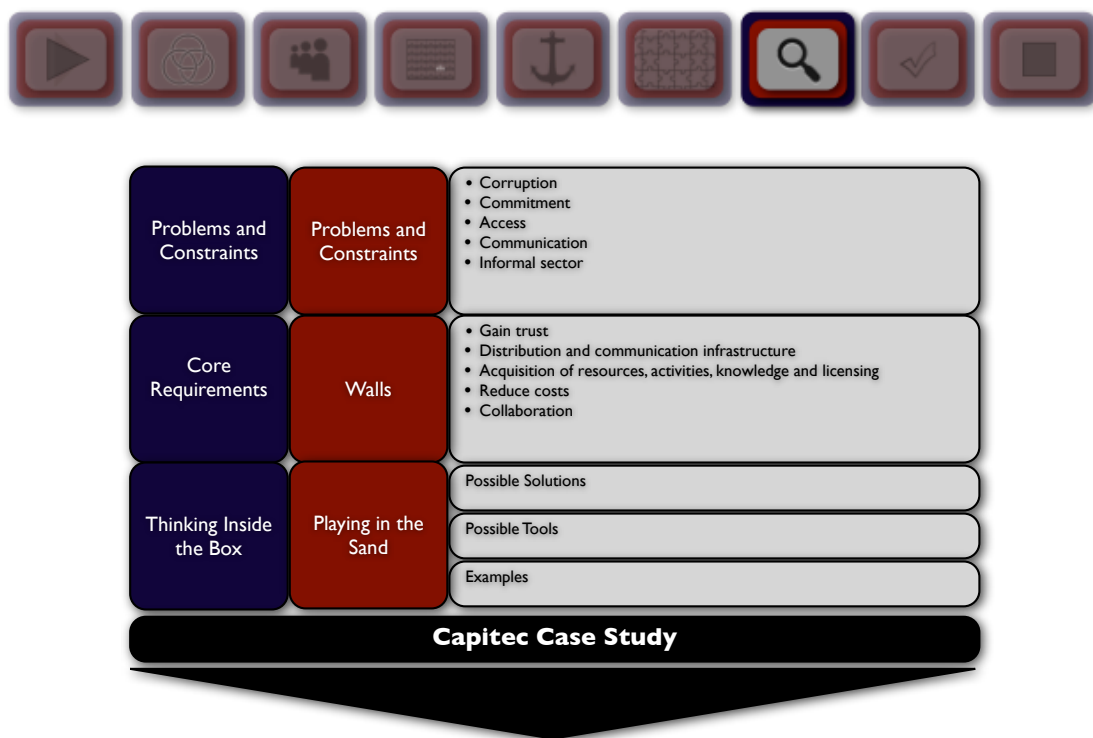 Problems and
Constraints
Problems and
Constraints
• Corruption
• Commitment
• Access
• Communication
• Informal sector
Core
Requirements
Walls
• Gain trust
• Distribution and communication infrastructure
• Acquisition of resources, activities, knowledge and licensing
• Reduce costs
• Collaboration
Thinking Inside
the Box
Playing in the
Sand
Possible Solutions
Possible Tools
Examples
Capitec Case Study